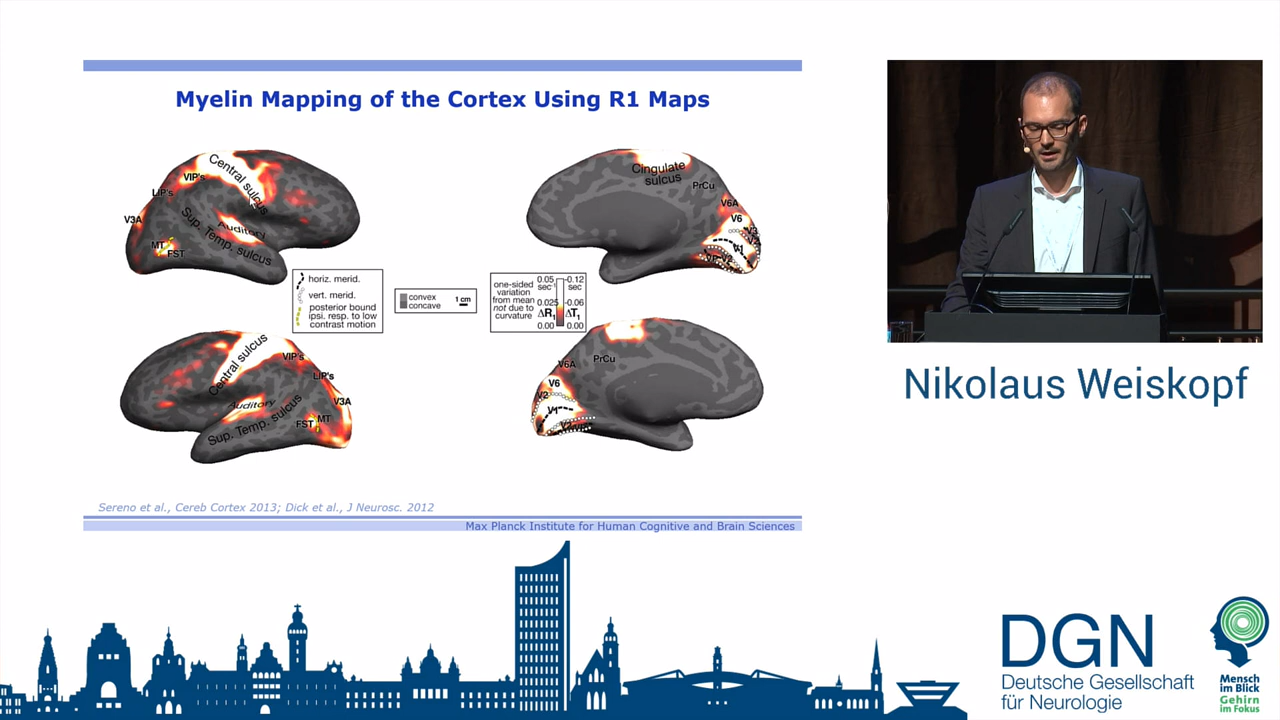 Myelin Mapping of the Cortex Using R1 Maps
Central sulcus
VIP's
LIP's
V3A
Sup. Temp. sulcus
Auditory
MT
FST
Cingulate
sulcus
PrCu
V6A
V6
V3
V1
horiz. merid.
vert. merid.
posterior bound
ipsi. resp. to low
contrast motion
convex
concave
1 cm
one-sided
variation
from mean
not due to
curvature
0.05
sec⁻¹
0.025
ΔR₁
0.00
-0.12
sec
-0.06
ΔT₁
0.00
Central sulcus
VIP's
LIP's
V3A
Auditory
Sup. Temp. sulcus
FST
MT
V6A
PrCu
V6
V2
V1
Sereno et al., Cereb Cortex 2013; Dick et al., J Neurosc. 2012
Max Planck Institute for Human Cognitive and Brain Sciences
Nikolaus Weiskopf
DGN
Deutsche Gesellschaft
für Neurologie
Mensch
im Blick
Gehirn
im Fokus